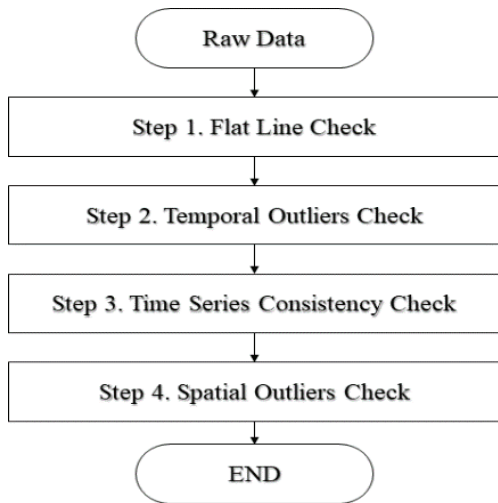 Raw Data
Step 1. Flat Line Check
Step 2. Temporal Outliers Check
Step 3. Time Series Consistency Check
Step 4. Spatial Outliers Check
END